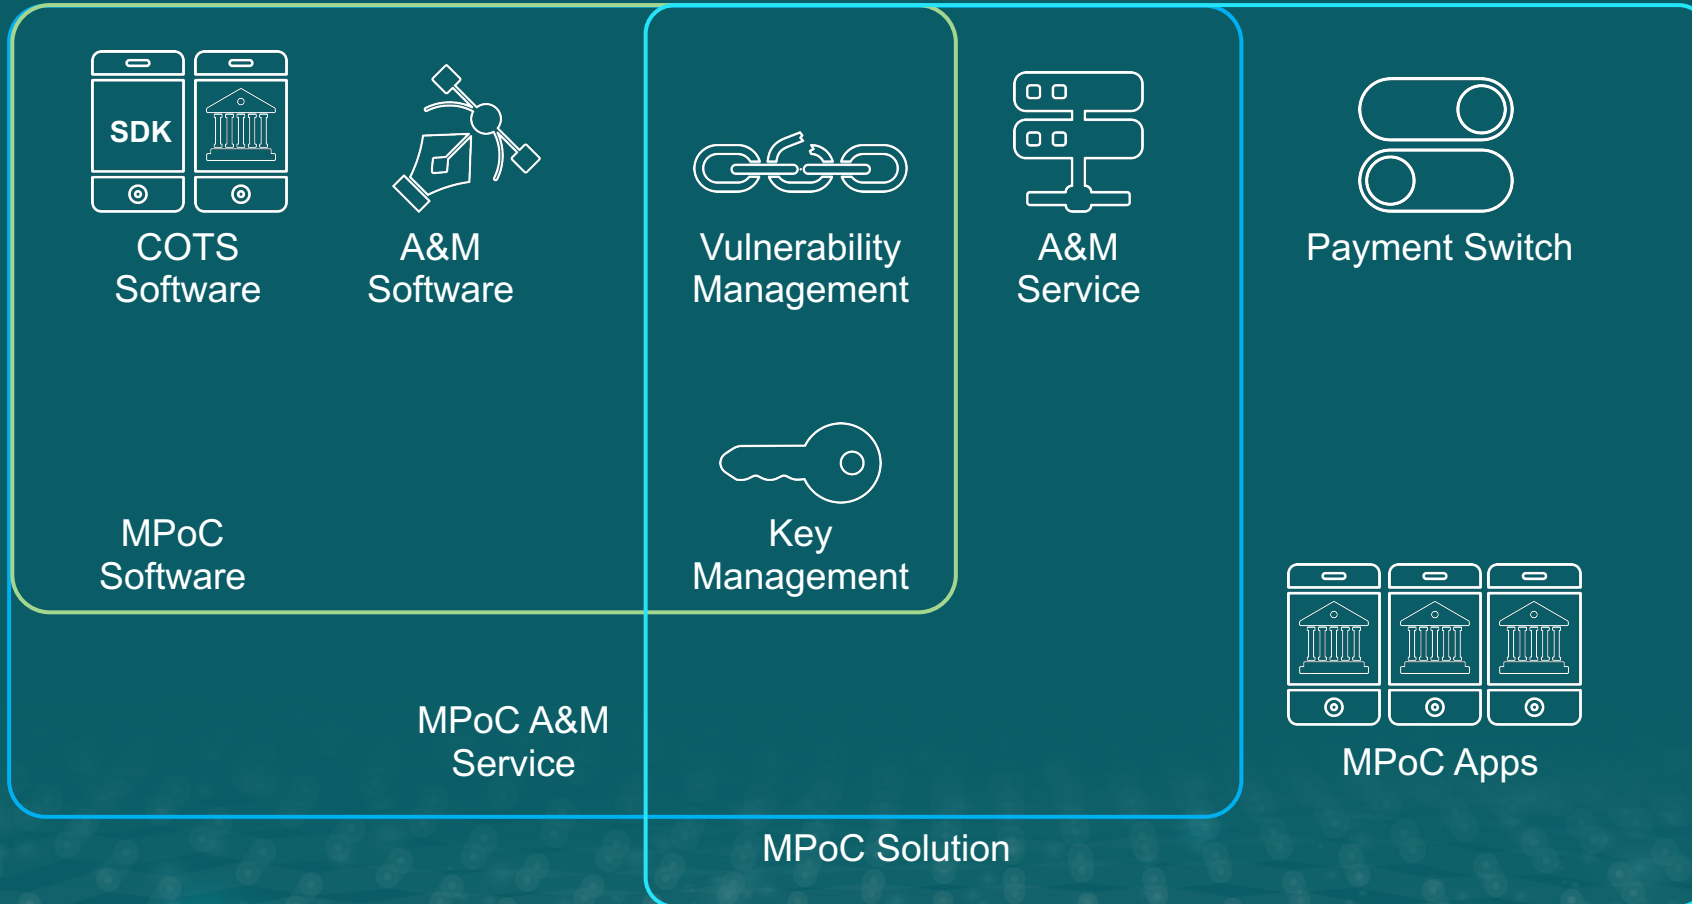 SDK
COTS
Software
A&M
Software
Vulnerability
Management
A&M
Service
Payment Switch
MPoC
Software
Key
Management
MPoC A&M
Service
MPoC Apps
MPoC Solution